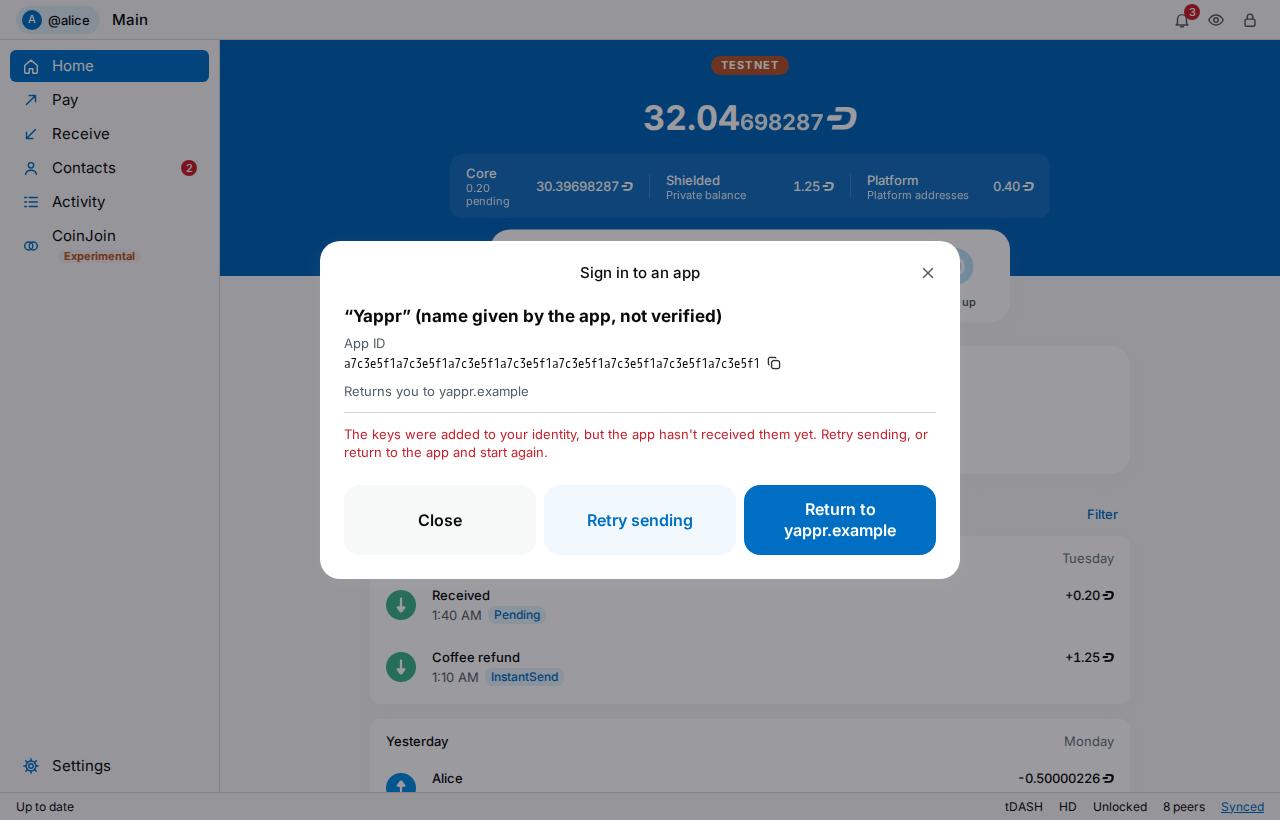 A @alice Main 3
Home
Pay
Receive
Contacts 2
Activity
CoinJoin
Experimental
Settings
TESTNET
32.04698287
Core
0.20
pending
30.39698287
Shielded
Private balance
1.25
Platform
Platform addresses
0.40
up
Sign in to an app
“Yappr” (name given by the app, not verified)
App ID
a7c3e5f1a7c3e5f1a7c3e5f1a7c3e5f1a7c3e5f1a7c3e5f1a7c3e5f1a7c3e5f1
Returns you to yappr.example
The keys were added to your identity, but the app hasn't received them yet. Retry sending, or
return to the app and start again.
Close
Retry sending
Return to
yappr.example
Filter
Tuesday
Received
+0.20
1:40 AM Pending
Coffee refund
+1.25
1:10 AM InstantSend
Yesterday Monday
Alice
-0.50000226
Up to date tDASH HD Unlocked 8 peers Synced